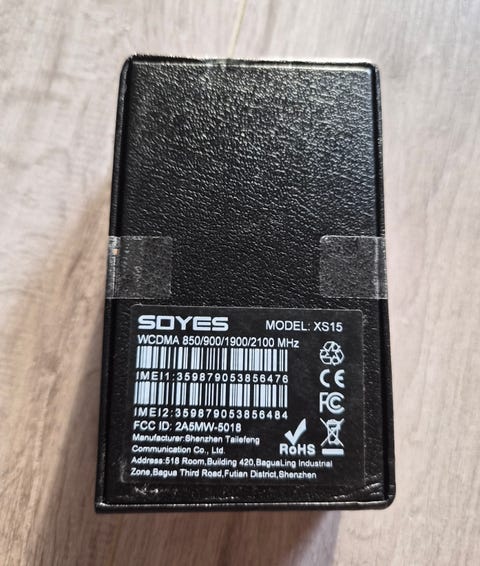 SOYES MODEL: XS15
WCDMA 850/900/1900/2100 MHz
IMEI1:359879053856476
IMEI2:359879053856484
FCC ID: 2A5MW-5018
Manufacturer:Shenzhen Taiefeng
Communication Co., Ltd.
Address:518 Room,Building 420,BaguaLing Industrial
Zone,Bagua Third Road,Futian District,Shenzhen
CE
FC
RoHS